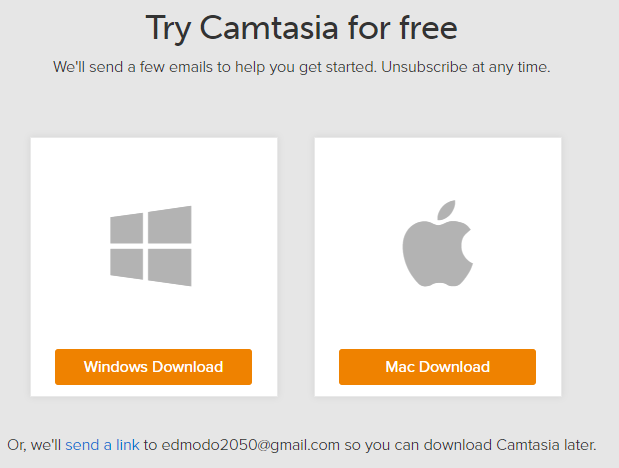 Try Camtasia for free
We'll send a few emails to help you get started. Unsubscribe at any time.
Windows Download
Mac Download
Or, we'll send a link to edmodo2050@gmail.com so you can download Camtasia later.